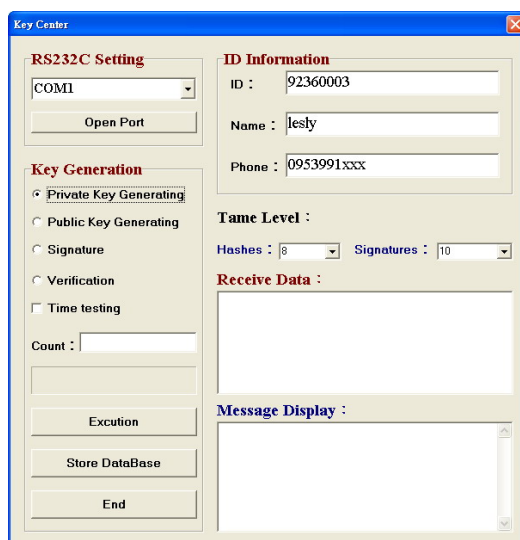 Key Center
RS232C Setting
COM1
Open Port
Key Generation
Private Key Generating
Public Key Generating
Signature
Verification
Time testing
Count：
Excution
Store DataBase
End
ID Information
ID： 92360003
Name： lesly
Phone： 0953991xxx
Tame Level：
Hashes： 8 Signatures： 10
Receive Data：
Message Display：